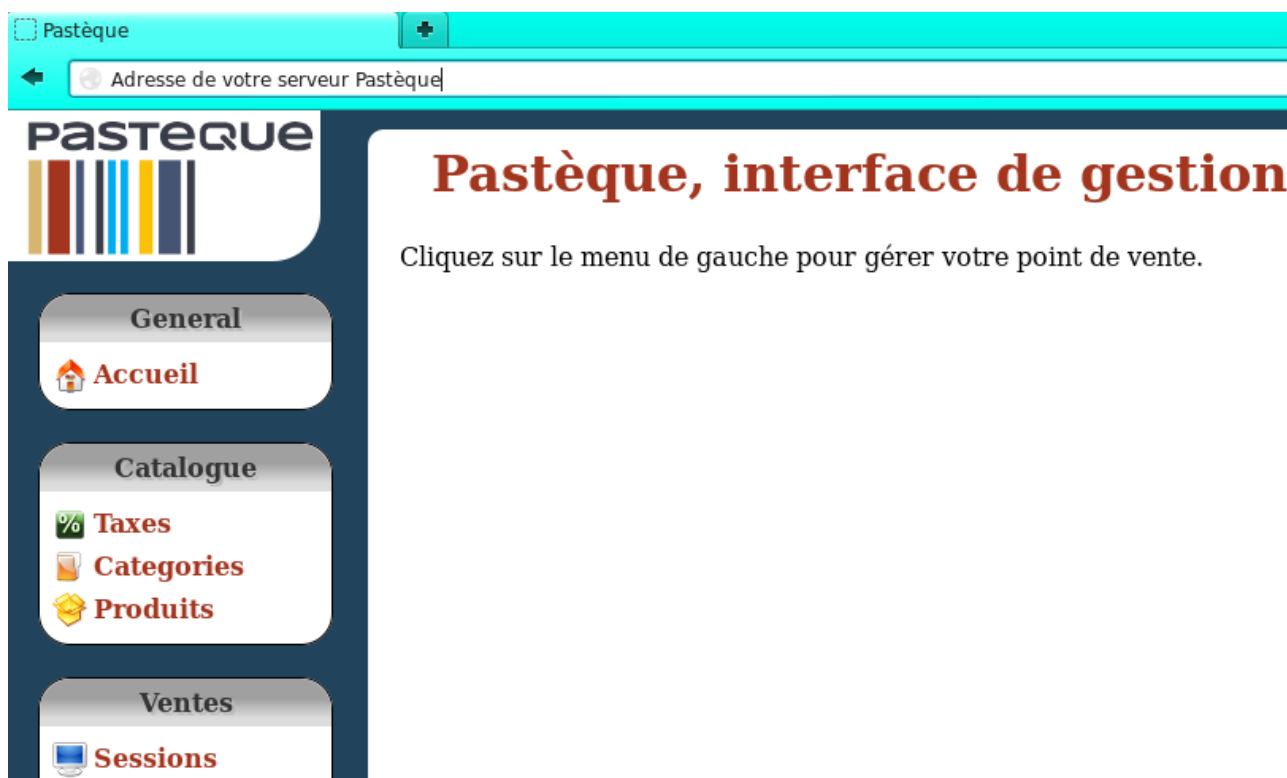 Pastèque
Adresse de votre serveur Pastèque
PASTEQUE
Pastèque, interface de gestion
Cliquez sur le menu de gauche pour gérer votre point de vente.
General
Accueil
Catalogue
% Taxes
Categories
Produits
Ventes
Sessions